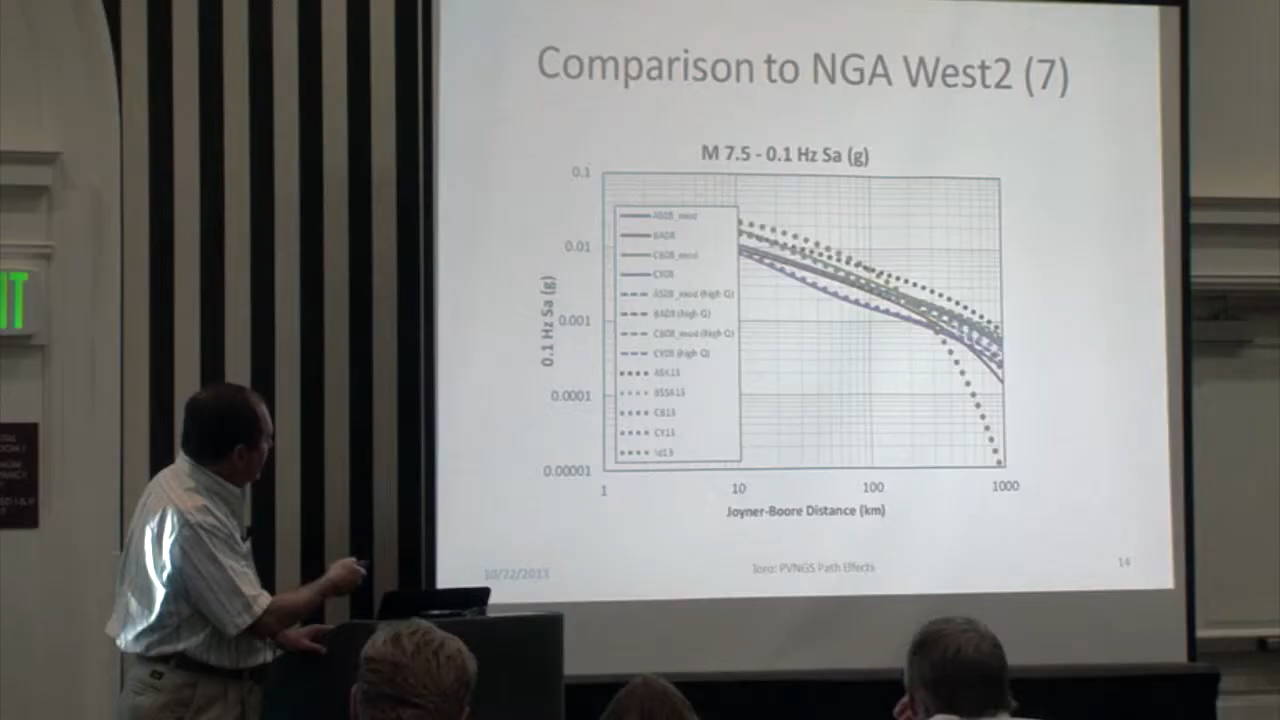 Comparison to NGA West2 (7)
M 7.5 - 0.1 Hz Sa (g)
0.1
0.01
0.001
0.0001
0.00001
0.1 Hz Sa (g)
AS08_mod
BA08
CB08_mod
CY08
AS08_mod (high Q)
BA08 (high Q)
CB08_mod (high Q)
CY08 (high Q)
ASK13
BSSA13
CB13
CY13
Id13
1
10
100
1000
Joyner-Boore Distance (km)
10/22/2013
Toro: PVNGS Path Effects
14
IT